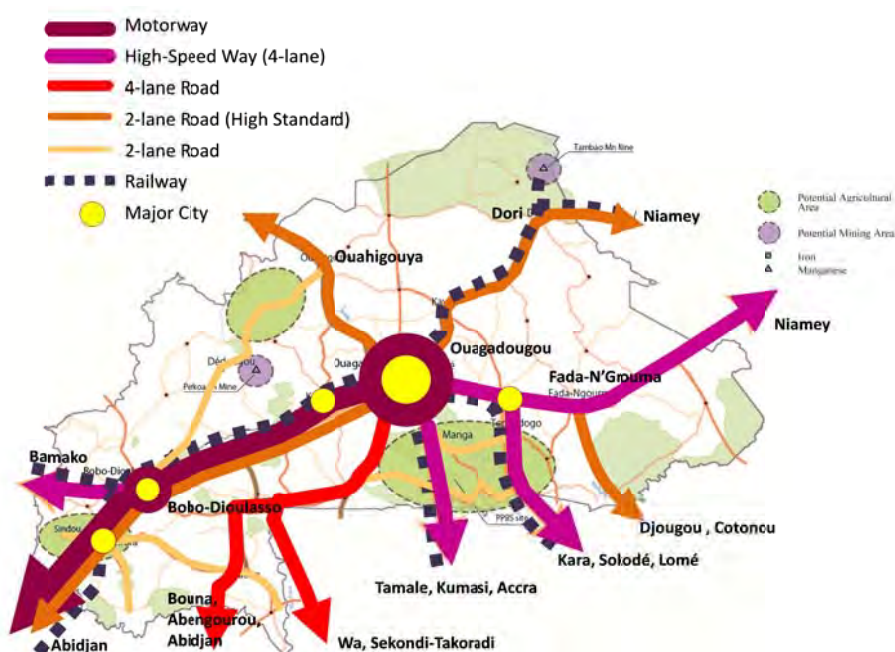 Motorway
High-Speed Way (4-lane)
4-lane Road
2-lane Road (High Standard)
2-lane Road
Railway
Major City
Tambao Mn Mine
Potential Agricultural
Area
Potential Mining Area
Iron
Manganese
Dori
Niamey
Ouahigouya
Niamey
Ouagadougou
Fada-N'Grouma
Fada-Ngourma
Manga
Bamako
Bobo-Dioulasso
Sindou
PPBS site
Djougou , Cotonou
Kara, Solodé, Lomé
Tamale, Kumasi, Accra
Bouna,
Abengourou,
Abidjan
Wa, Sekondi-Takoradi
Abidjan